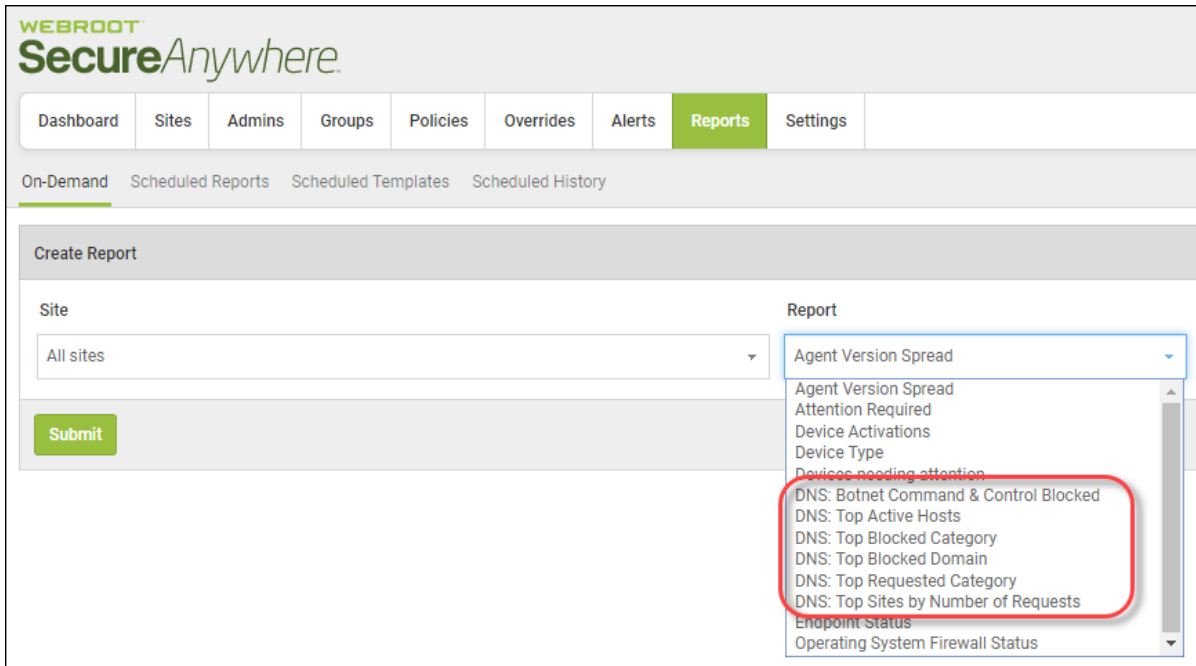 WEBROOT™
SecureAnywhere.
Dashboard Sites Admins Groups Policies Overrides Alerts Reports Settings
On-Demand Scheduled Reports Scheduled Templates Scheduled History
Create Report
Site Report
All sites Agent Version Spread
Agent Version Spread
Attention Required
Device Activations
Submit
Device Type
Devices needing attention
DNS: Botnet Command & Control Blocked
DNS: Top Active Hosts
DNS: Top Blocked Category
DNS: Top Blocked Domain
DNS: Top Requested Category
DNS: Top Sites by Number of Requests
Endpoint Status
Operating System Firewall Status